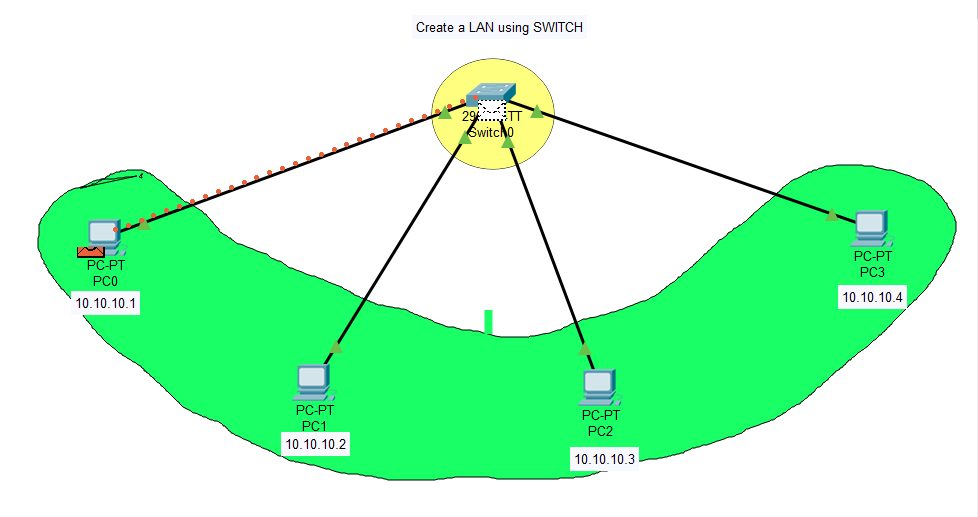 Create a LAN using SWITCH
TT
Switch0
PC-PT
PC0
10.10.10.1
PC-PT
PC1
10.10.10.2
PC-PT
PC2
10.10.10.3
PC-PT
PC3
10.10.10.4